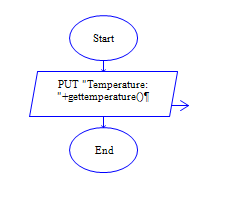 Start
PUT "Temperature:
"+gettemperature()¶
End